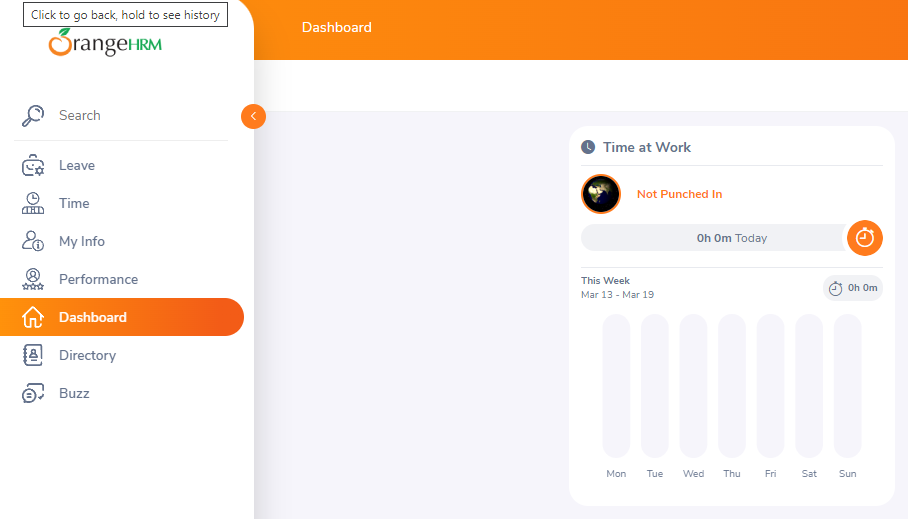 Click to go back, hold to see history
OrangeHRM
Dashboard
Search
Leave
Time
My Info
Performance
Dashboard
Directory
Buzz
Time at Work
Not Punched In
0h 0m Today
This Week
Mar 13 - Mar 19
0h 0m
Mon Tue Wed Thu Fri Sat Sun